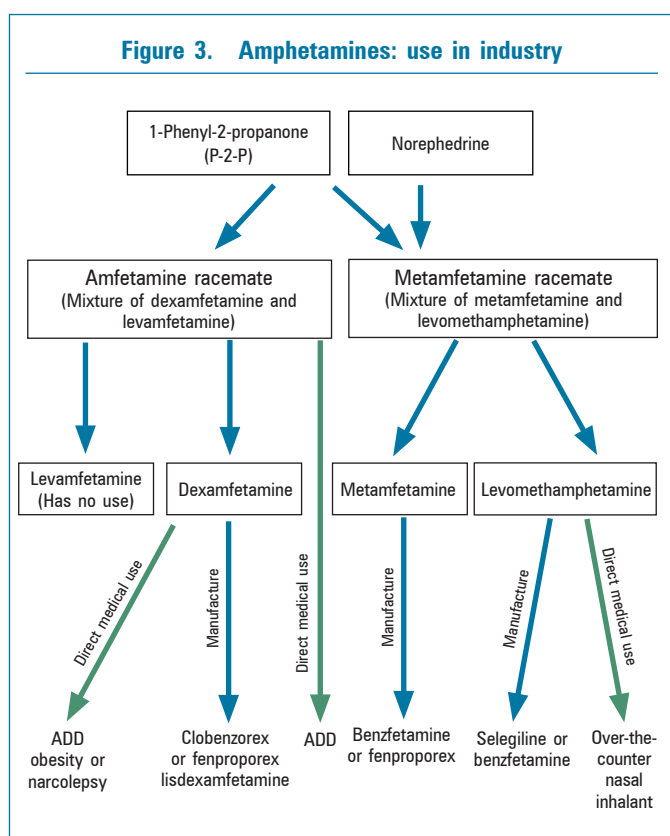 Figure 3. Amphetamines: use in industry
1-Phenyl-2-propanone
(P-2-P)
Norephedrine
Amfetamine racemate
(Mixture of dexamfetamine and
levamfetamine)
Metamfetamine racemate
(Mixture of metamfetamine and
levomethamphetamine)
Levamfetamine
(Has no use)
Dexamfetamine
Metamfetamine
Levomethamphetamine
Direct medical use
Manufacture
Direct medical use
Manufacture
Manufacture
Direct medical use
ADD
obesity or
narcolepsy
Clobenzorex
or fenproporex
lisdexamfetamine
ADD
Benzfetamine
or fenproporex
Selegiline or
benzfetamine
Over-the-
counter
nasal
inhalant